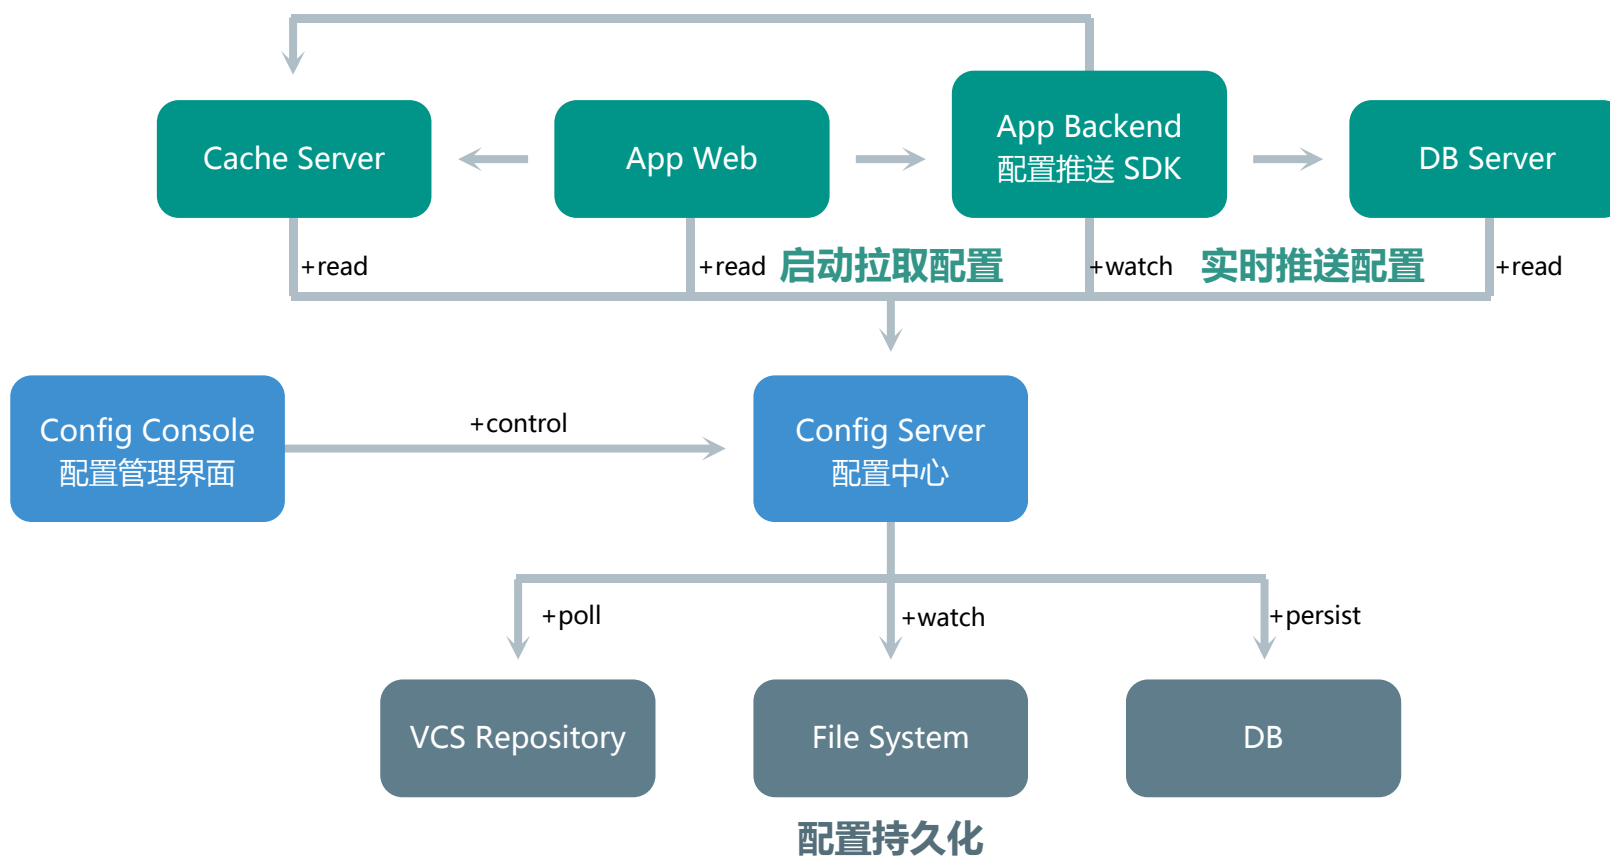 Cache Server
App Web
App Backend
配置推送 SDK
DB Server
+read
+read
启动拉取配置
+watch
实时推送配置
+read
Config Console
配置管理界面
+control
Config Server
配置中心
+poll
+watch
+persist
VCS Repository
File System
DB
配置持久化